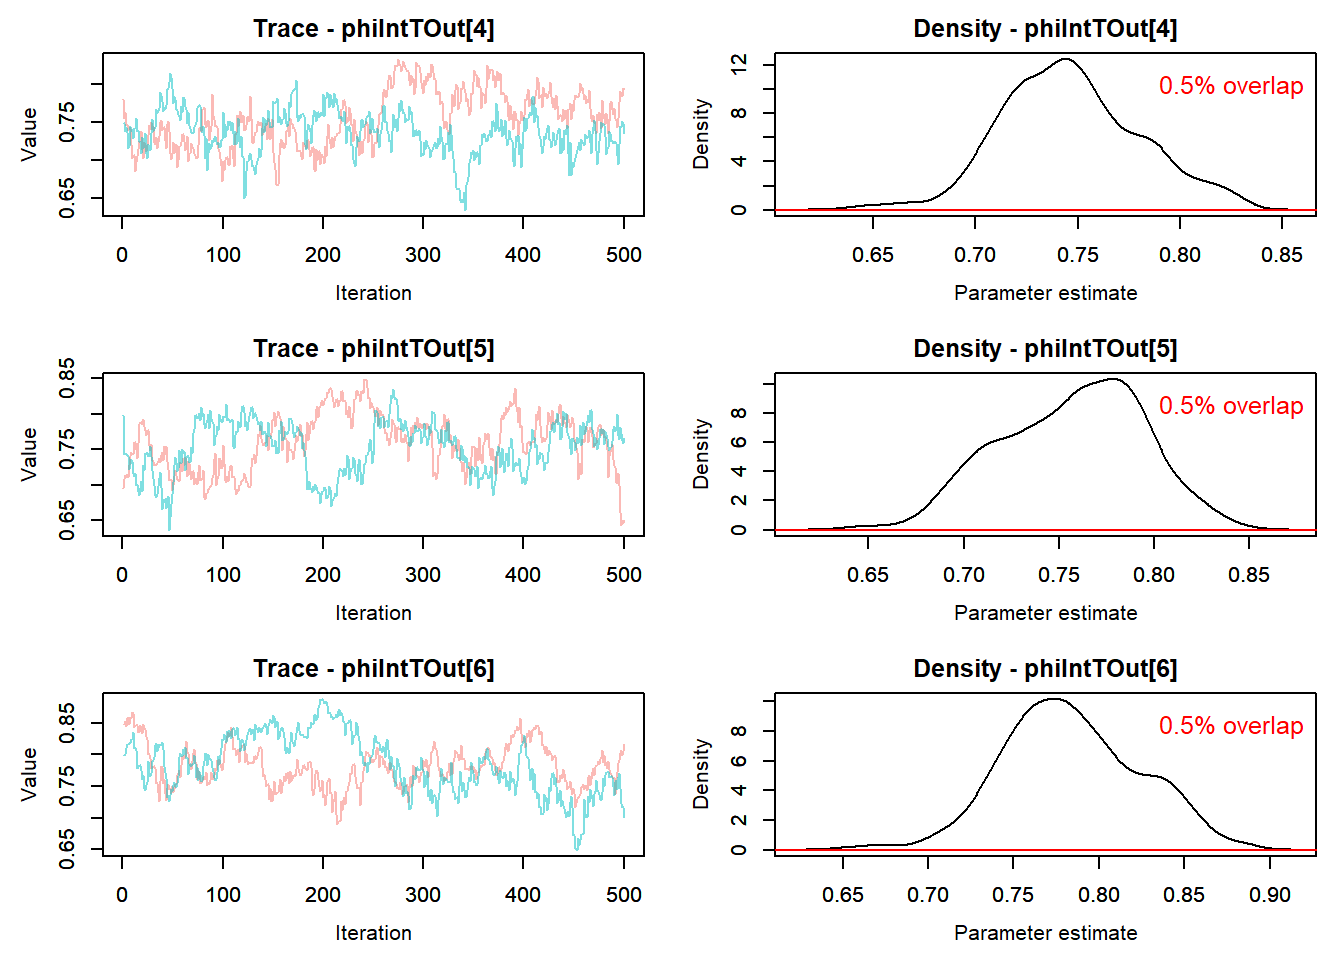 Trace - phiIntTOut[4]
Value
0.65 0.75
0 100 200 300 400 500
Iteration
Density - phiIntTOut[4]
0.5% overlap
Density
0 4 8 12
0.65 0.70 0.75 0.80 0.85
Parameter estimate
Trace - phiIntTOut[5]
Value
0.65 0.75 0.85
0 100 200 300 400 500
Iteration
Density - phiIntTOut[5]
0.5% overlap
Density
0 2 4 6 8
0.65 0.70 0.75 0.80 0.85
Parameter estimate
Trace - phiIntTOut[6]
Value
0.65 0.75 0.85
0 100 200 300 400 500
Iteration
Density - phiIntTOut[6]
0.5% overlap
Density
0 2 4 6 8
0.65 0.70 0.75 0.80 0.85 0.90
Parameter estimate